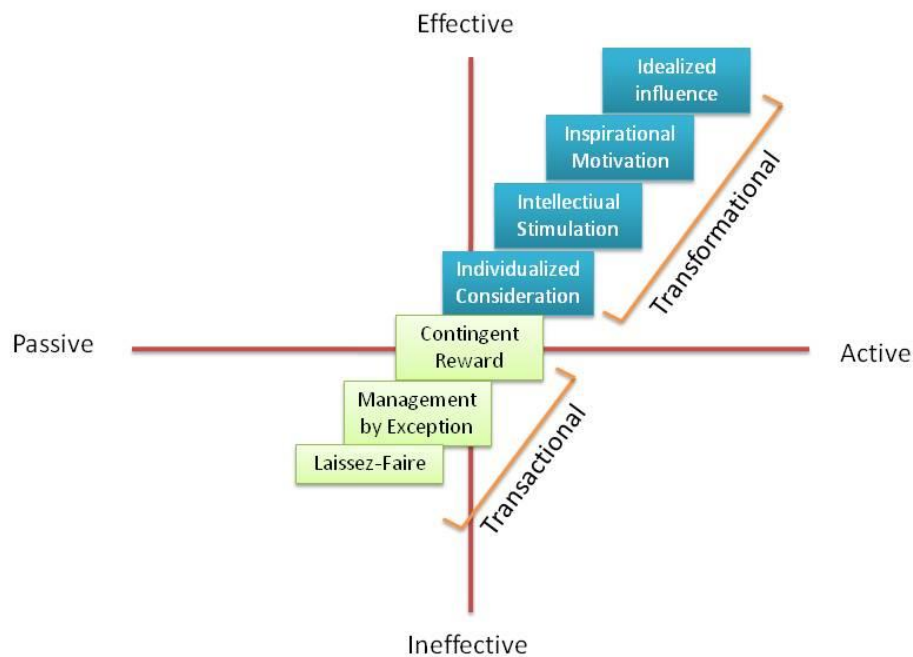 Effective
Idealized
influence
Inspirational
Motivation
Intellectiual
Stimulation
Individualized
Consideration
Transformational
Contingent
Reward
Passive
Active
Management
by Exception
Laissez-Faire
Transactional
Ineffective